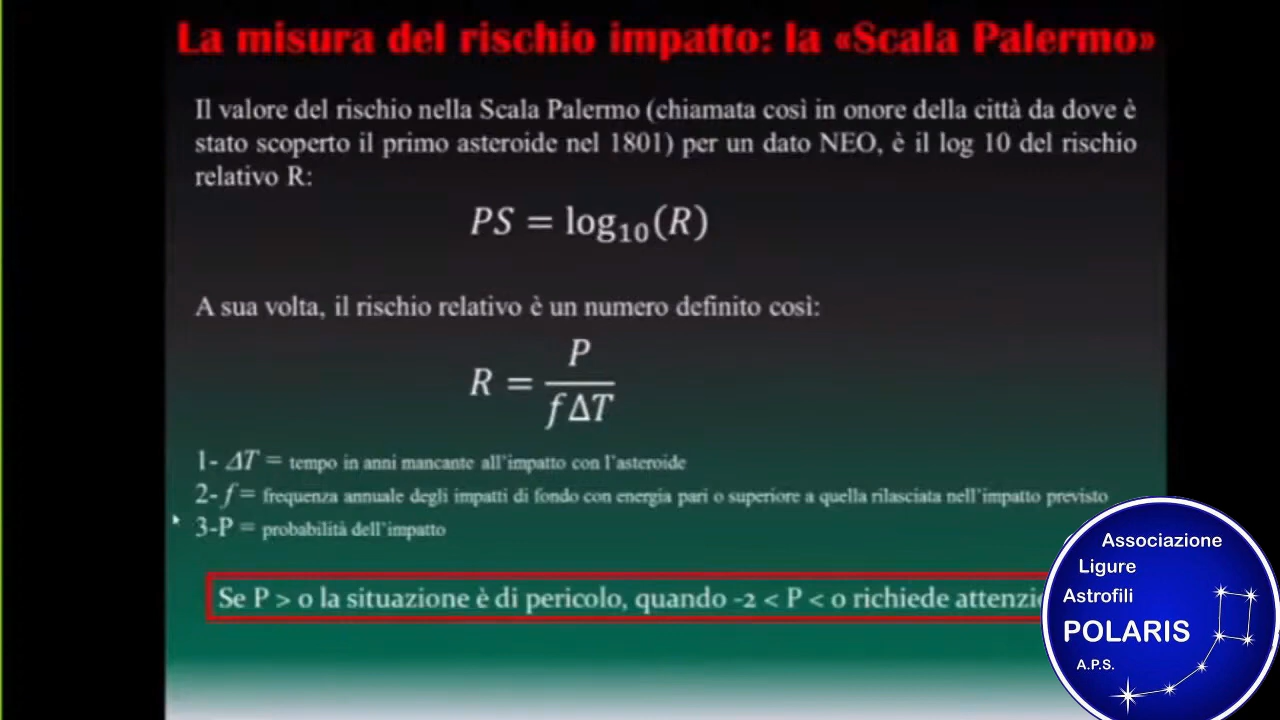 La misura del rischio impatto: la «Scala Palermo»
Il valore del rischio nella Scala Palermo (chiamata così in onore della città da dove è
stato scoperto il primo asteroide nel 1801) per un dato NEO, è il log 10 del rischio
relativo R:
PS = log₁₀(R)
A sua volta, il rischio relativo è un numero definito così:
R = P / fΔT
1- ΔT = tempo in anni mancante all'impatto con l'asteroide
2- f = frequenza annuale degli impatti di fondo con energia pari o superiore a quella rilasciata nell'impatto previsto
3-P = probabilità dell'impatto
Se P > 0 la situazione è di pericolo, quando -2 < P < 0 richiede
Associazione
Ligure
Astrofili
POLARIS
A.P.S.